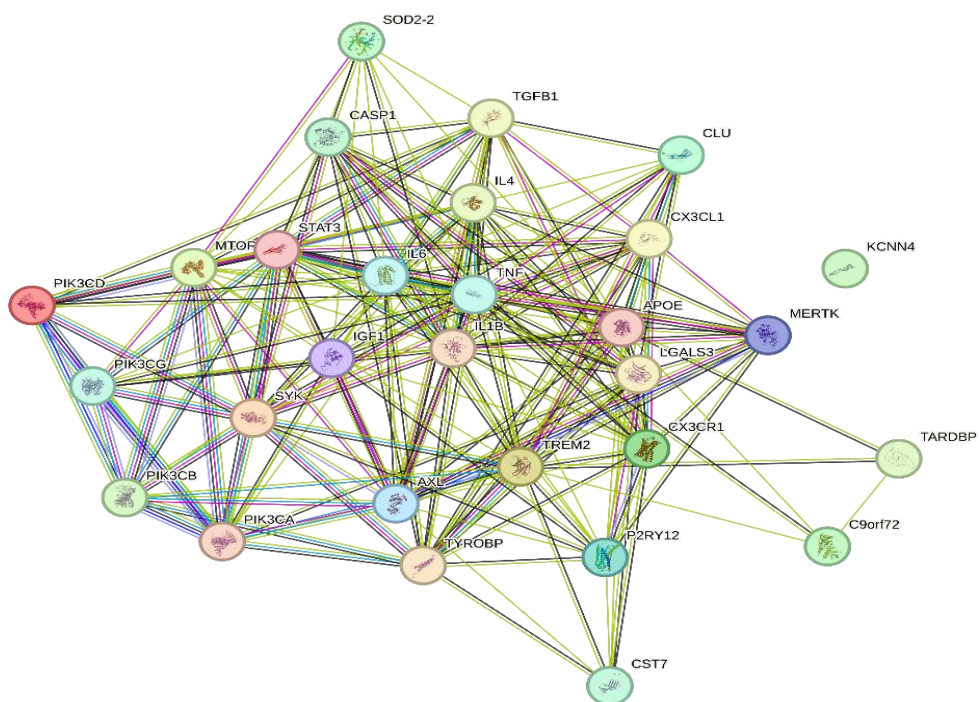 SOD2-2
TGFB1
CASP1
CLU
IL4
CX3CL1
STAT3
MTOR
IL6
KCNN4
TNF
PIK3CD
APOE
MERTK
IL1B
IGF1
LGALS3
PIK3CG
SYK
CX3CR1
TREM2
TARDBP
PIK3CB
AXL
PIK3CA
C9orf72
P2RY12
TYROBP
CST7